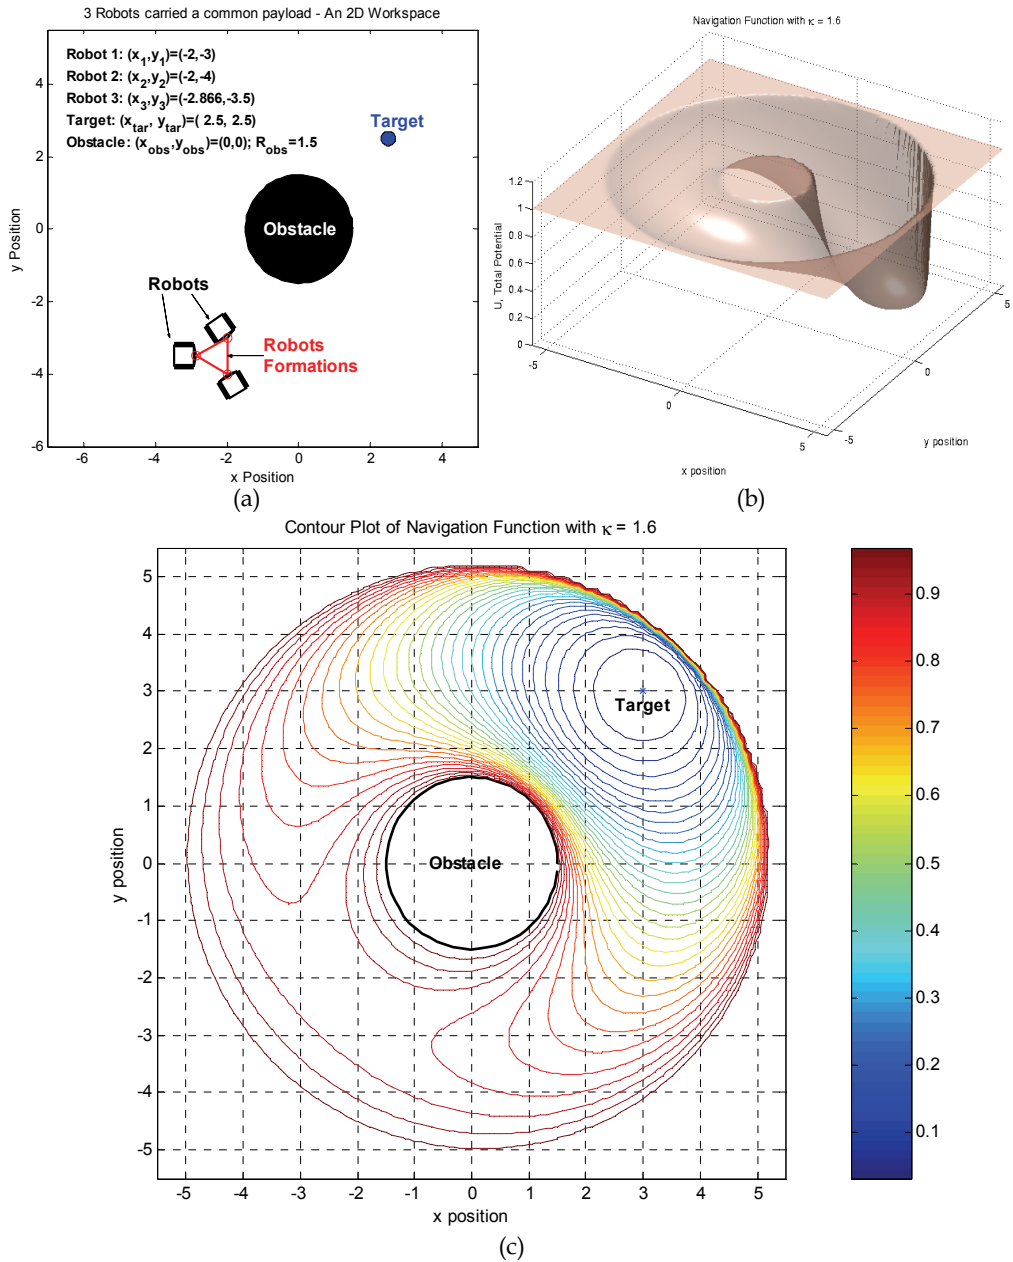 3 Robots carried a common payload - An 2D Workspace
Robot 1: (x1,y1)=(-2,-3)
Robot 2: (x2,y2)=(-2,-4)
Robot 3: (x3,y3)=(-2.866,-3.5)
Target: (xtar, ytar)=( 2.5, 2.5)
Obstacle: (xobs,yobs)=(0,0); Robs=1.5
Target
Obstacle
Robots
Robots
Formations
4
2
0
-2
-4
-6
y Position
-6 -4 -2 0 2 4
x Position
(a)
Navigation Function with κ = 1.6
1.2
1
0.8
0.6
0.4
0.2
0
U, Total Potential
-5
0
5
x position
-5
0
5
y position
(b)
Contour Plot of Navigation Function with κ = 1.6
5
4
3
2
1
0
-1
-2
-3
-4
-5
y position
Target
Obstacle
-5 -4 -3 -2 -1 0 1 2 3 4 5
x position
0.9
0.8
0.7
0.6
0.5
0.4
0.3
0.2
0.1
(c)